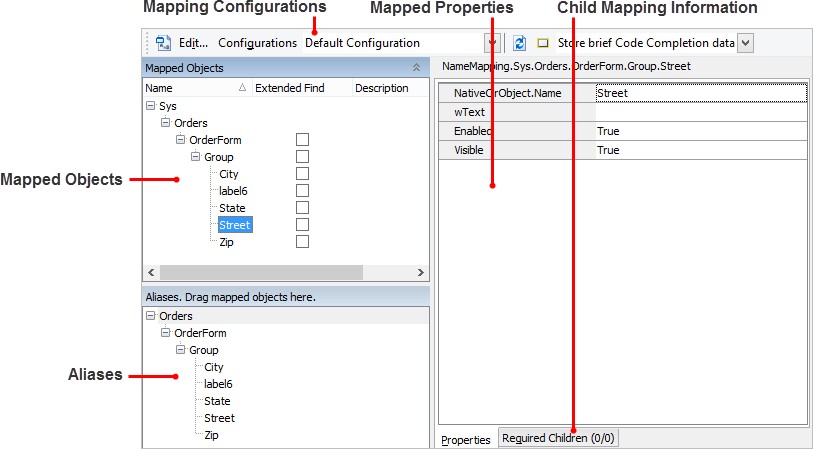 Mapping Configurations Mapped Properties Child Mapping Information
Edit... Configurations Default Configuration Store brief Code Completion data
Mapped Objects
NameMapping.Sys.Orders.OrderForm.Group.Street
Name Extended Find Description
Sys
Orders
OrderForm
Group
City
label6
State
Street
Zip
Mapped Objects
NativeClrObject.Name Street
wText
Enabled True
Visible True
Aliases. Drag mapped objects here.
Orders
OrderForm
Group
City
label6
State
Street
Zip
Aliases
Properties Required Children (0/0)